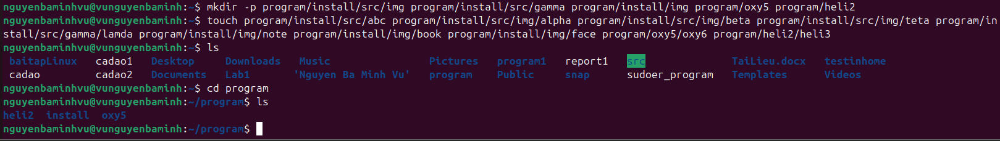 nguyenbaminhvu@vunguyenbaminh:~$ mkdir -p program/install/src/img program/install/src/gamma program/install/img program/oxy5 program/heli2
nguyenbaminhvu@vunguyenbaminh:~$ touch program/install/src/abc program/install/src/img/alpha program/install/src/img/beta program/install/src/img/teta program/in
stall/src/gamma/lamda program/install/img/note program/install/img/book program/install/img/face program/oxy5/oxy6 program/heli2/heli3
nguyenbaminhvu@vunguyenbaminh:~$ ls
baitapLinux cadao1 Desktop Downloads Music Pictures program1 report1 src TaiLieu.docx testinhome
cadao cadao2 Documents Lab1 'Nguyen Ba Minh Vu' program Public snap sudoer_program Templates Videos
nguyenbaminhvu@vunguyenbaminh:~$ cd program
nguyenbaminhvu@vunguyenbaminh:~/program$ ls
heli2 install oxy5
nguyenbaminhvu@vunguyenbaminh:~/program$